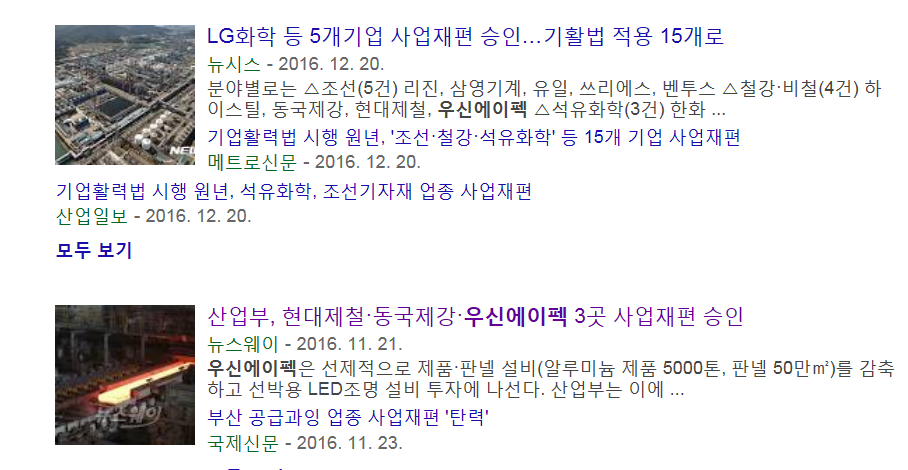 LG화학 등 5개기업 사업재편 승인...기활법 적용 15개로
뉴시스 - 2016. 12. 20.
분야별로는 △조선(5건) 리진, 삼영기계, 유일, 쓰리에스, 벤투스 △철강·비철(4건) 하
이스틸, 동국제강, 현대제철, 우신에이펙 △석유화학(3건) 한화 ...
기업활력법 시행 원년, '조선·철강·석유화학' 등 15개 기업 사업재편
메트로신문 - 2016. 12. 20.
기업활력법 시행 원년, 석유화학, 조선기자재 업종 사업재편
산업일보 - 2016. 12. 20.
모두 보기
산업부, 현대제철·동국제강·우신에이펙 3곳 사업재편 승인
뉴스웨이 - 2016. 11. 21.
우신에이펙은 선제적으로 제품·판넬 설비(알루미늄 제품 5000톤, 판넬 50만㎡)를 감축
하고 선박용 LED조명 설비 투자에 나선다. 산업부는 이에 ...
뉴스웨이
부산 공급과잉 업종 사업재편 '탄력'
국제신문 - 2016. 11. 23.